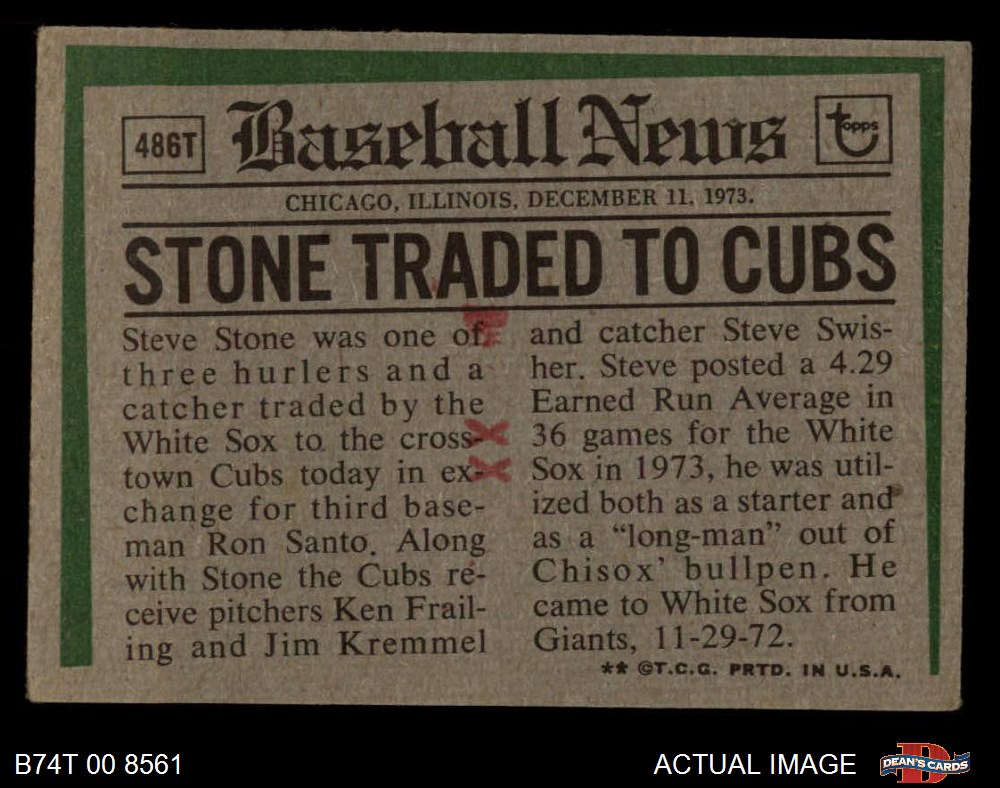 486T
Baseball News
topps
CHICAGO, ILLINOIS, DECEMBER 11, 1973.
STONE TRADED TO CUBS
Steve Stone was one of
three hurlers and a
catcher traded by the
White Sox to the cross-
town Cubs today in ex-
change for third base-
man Ron Santo. Along
with Stone the Cubs re-
ceive pitchers Ken Frail-
ing and Jim Kremmel
and catcher Steve Swis-
her. Steve posted a 4.29
Earned Run Average in
36 games for the White
Sox in 1973, he was util-
ized both as a starter and
as a “long-man” out of
Chisox’ bullpen. He
came to White Sox from
Giants, 11-29-72.
** ©T.C.G. PRTD. IN U.S.A.
B74T 00 8561
ACTUAL IMAGE
D
DEAN'S CARDS